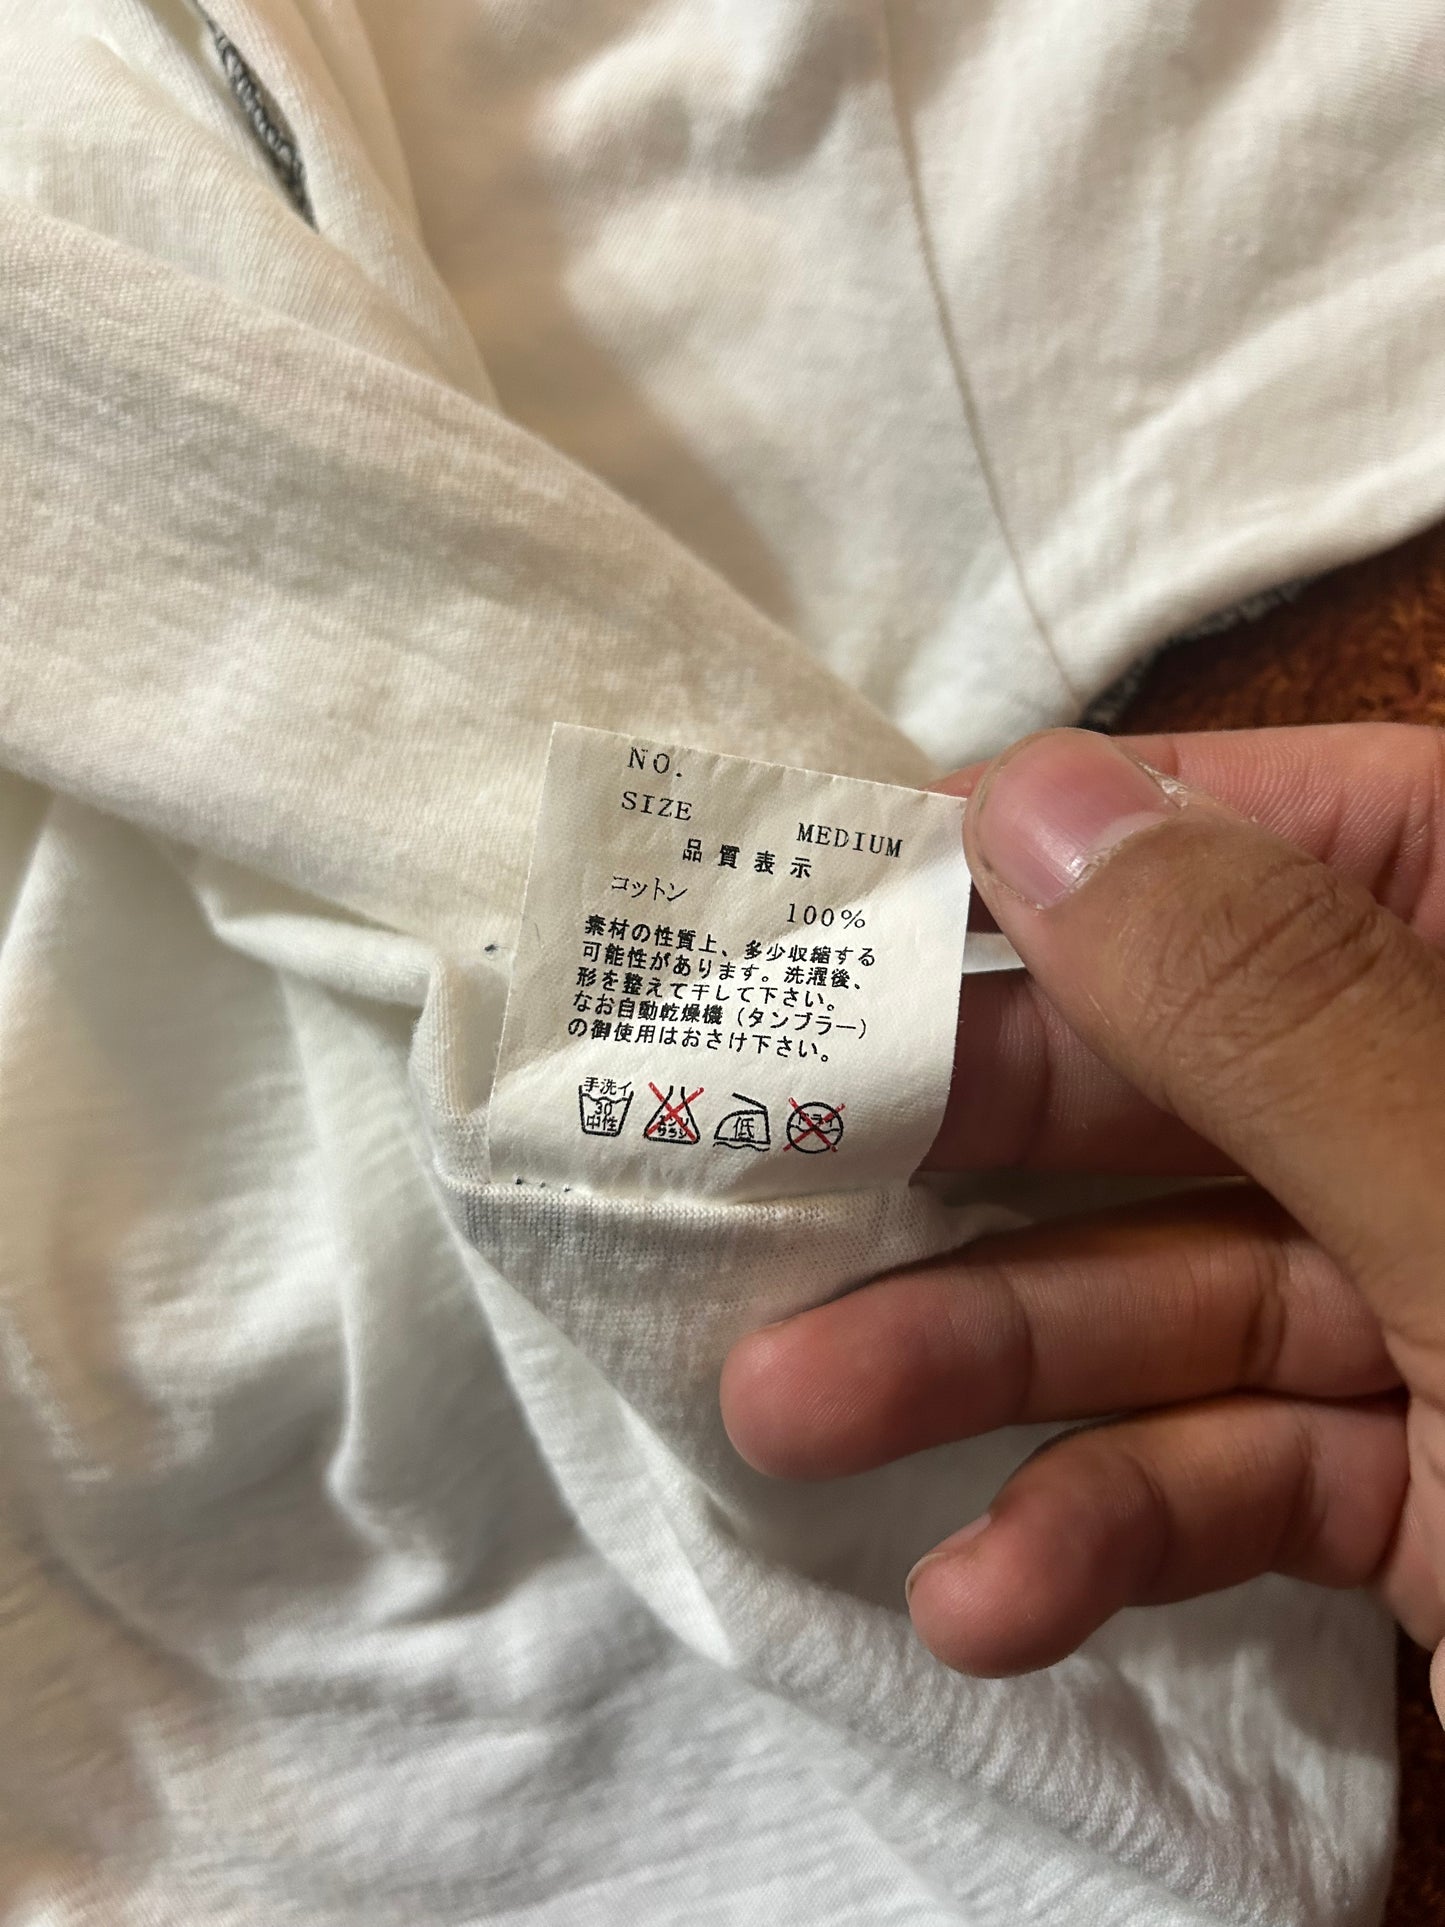 NO.
SIZE MEDIUM
品質表示
コットン 100%
素材の性質上、多少収縮する
可能性があります。洗濯後、
形を整えて干して下さい。
なお自動乾燥機（タンブラー）
の御使用はおさけ下さい。
手洗イ
30
中性
エンソ
サラシ
低
ドライ